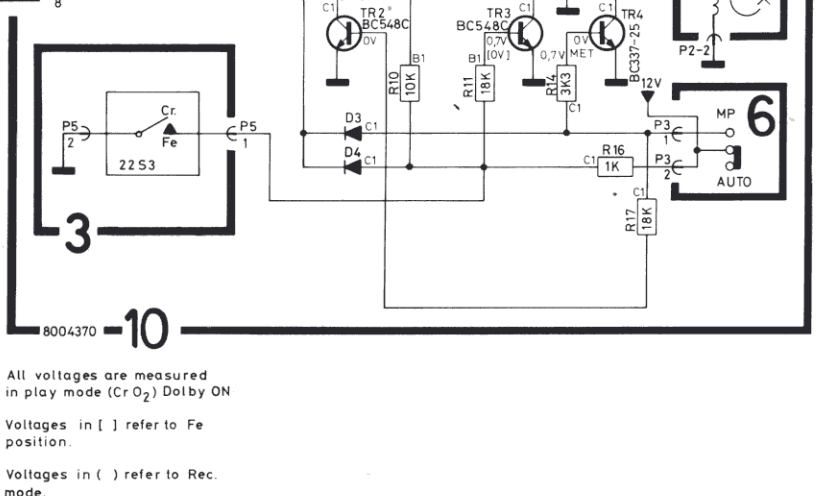 8
C1
TR2
BC548C
0V
C1
TR3
BC548C
0,7V
[0V]
C1
TR4
BC337-25
0V
0,7V MET
P2-2
B1
R10
10K
B1
R11
18K
R14
3K3
C1
12V
MP
6
P5
2
Cr.
Fe
P5
1
22S3
D3
C1
D4
C1
P3
1
C1
R16
1K
P3
2
AUTO
C1
R17
18K
3
8004370
10
All voltages are measured
in play mode (CrO2) Dolby ON
Voltages in [ ] refer to Fe
position.
Voltages in ( ) refer to Rec.
mode.